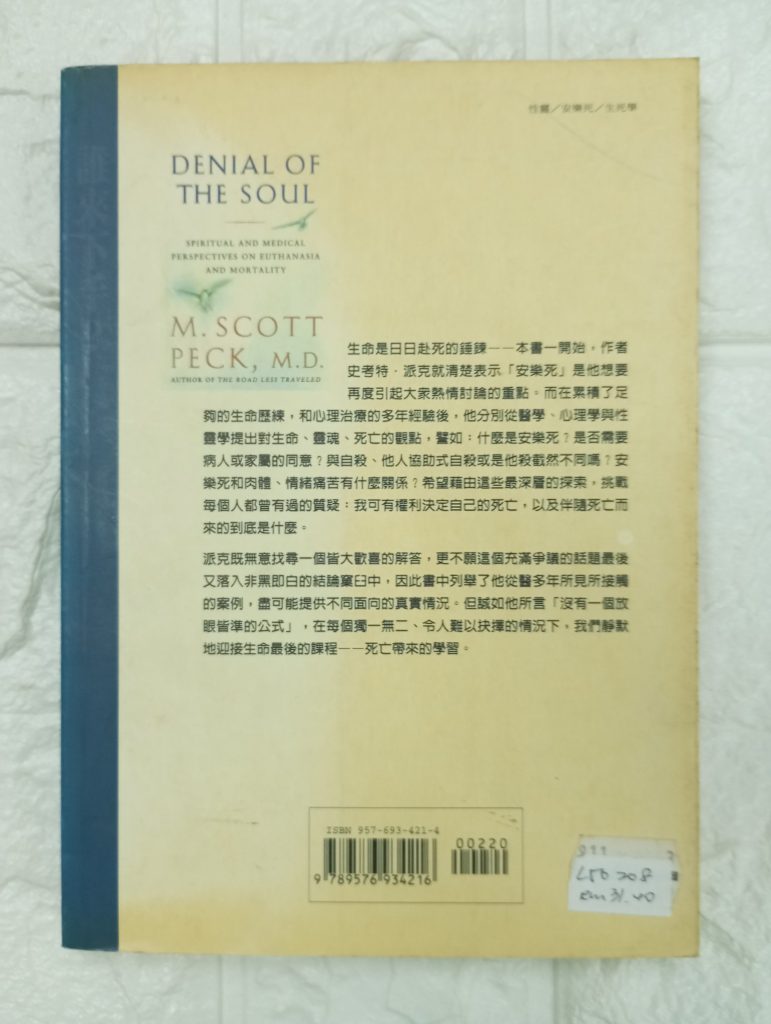 性靈／安樂死／生死學
DENIAL OF
THE SOUL
SPIRITUAL AND MEDICAL
PERSPECTIVES ON EUTHANASIA
AND MORTALITY
M. SCOTT
PECK, M.D.
AUTHOR OF THE ROAD LESS TRAVELED
生命是日日赴死的錘鍊——本書一開始，作者
史考特．派克就清楚表示「安樂死」是他想要
再度引起大家熱情討論的重點。而在累積了足
夠的生命歷練，和心理治療的多年經驗後，他分別從醫學、心理學與性
靈學提出對生命、靈魂、死亡的觀點，譬如：什麼是安樂死？是否需要
病人或家屬的同意？與自殺、他人協助式自殺或是他殺截然不同嗎？安
樂死和肉體、情緒痛苦有什麼關係？希望藉由這些最深層的探索，挑戰
每個人都曾有過的質疑：我可有權利決定自己的死亡，以及伴隨死亡而
來的到底是什麼。
派克既無意找尋一個皆大歡喜的解答，更不願這個充滿爭議的話題最後
又落入非黑即白的結論窠臼中，因此書中列舉了他從醫多年所見所接觸
的案例，盡可能提供不同面向的真實情況。但誠如他所言「沒有一個放
眼皆準的公式」，在每個獨一無二、令人難以抉擇的情況下，我們靜默
地迎接生命最後的課程——死亡帶來的學習。
ISBN 957-693-421-4
00220
9 789576 934216